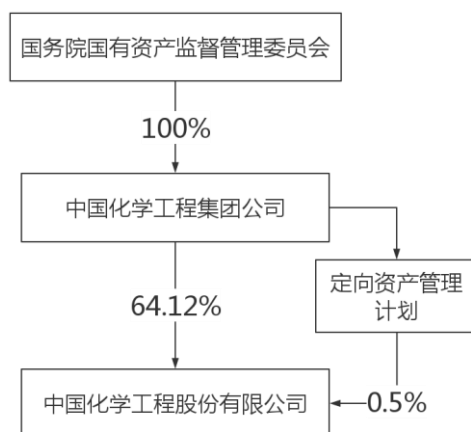 国务院国有资产监督管理委员会
100%
中国化学工程集团公司
64.12%
定向资产管理
计划
中国化学工程股份有限公司
0.5%